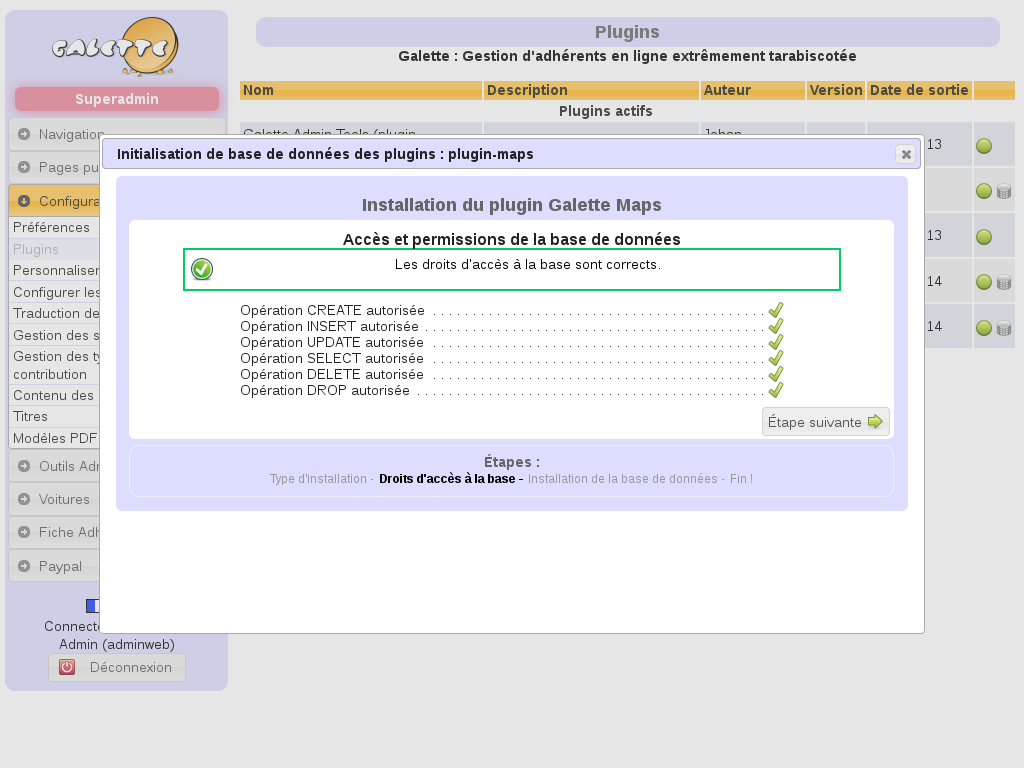 GALETTE
Superadmin
Navigation
Pages pu
Configura
Préférences
Plugins
Personnaliser
Configurer les
Traduction de
Gestion des s
Gestion des ty
contribution
Contenu des
Titres
Modèles PDF
Outils Adr
Voitures
Fiche Adh
Paypal
Connecté
Admin (adminweb)
Déconnexion
Plugins
Galette : Gestion d'adhérents en ligne extrêmement tarabiscotée
Nom Description Auteur Version Date de sortie
Plugins actifs
Galette Admin Tools (plugin Johan
13
13
14
14
Initialisation de base de données des plugins : plugin-maps
Installation du plugin Galette Maps
Accès et permissions de la base de données
Les droits d'accès à la base sont corrects.
Opération CREATE autorisée
Opération INSERT autorisée
Opération UPDATE autorisée
Opération SELECT autorisée
Opération DELETE autorisée
Opération DROP autorisée
Étape suivante
Étapes :
Type d'installation - Droits d'accès à la base - Installation de la base de données - Fin !